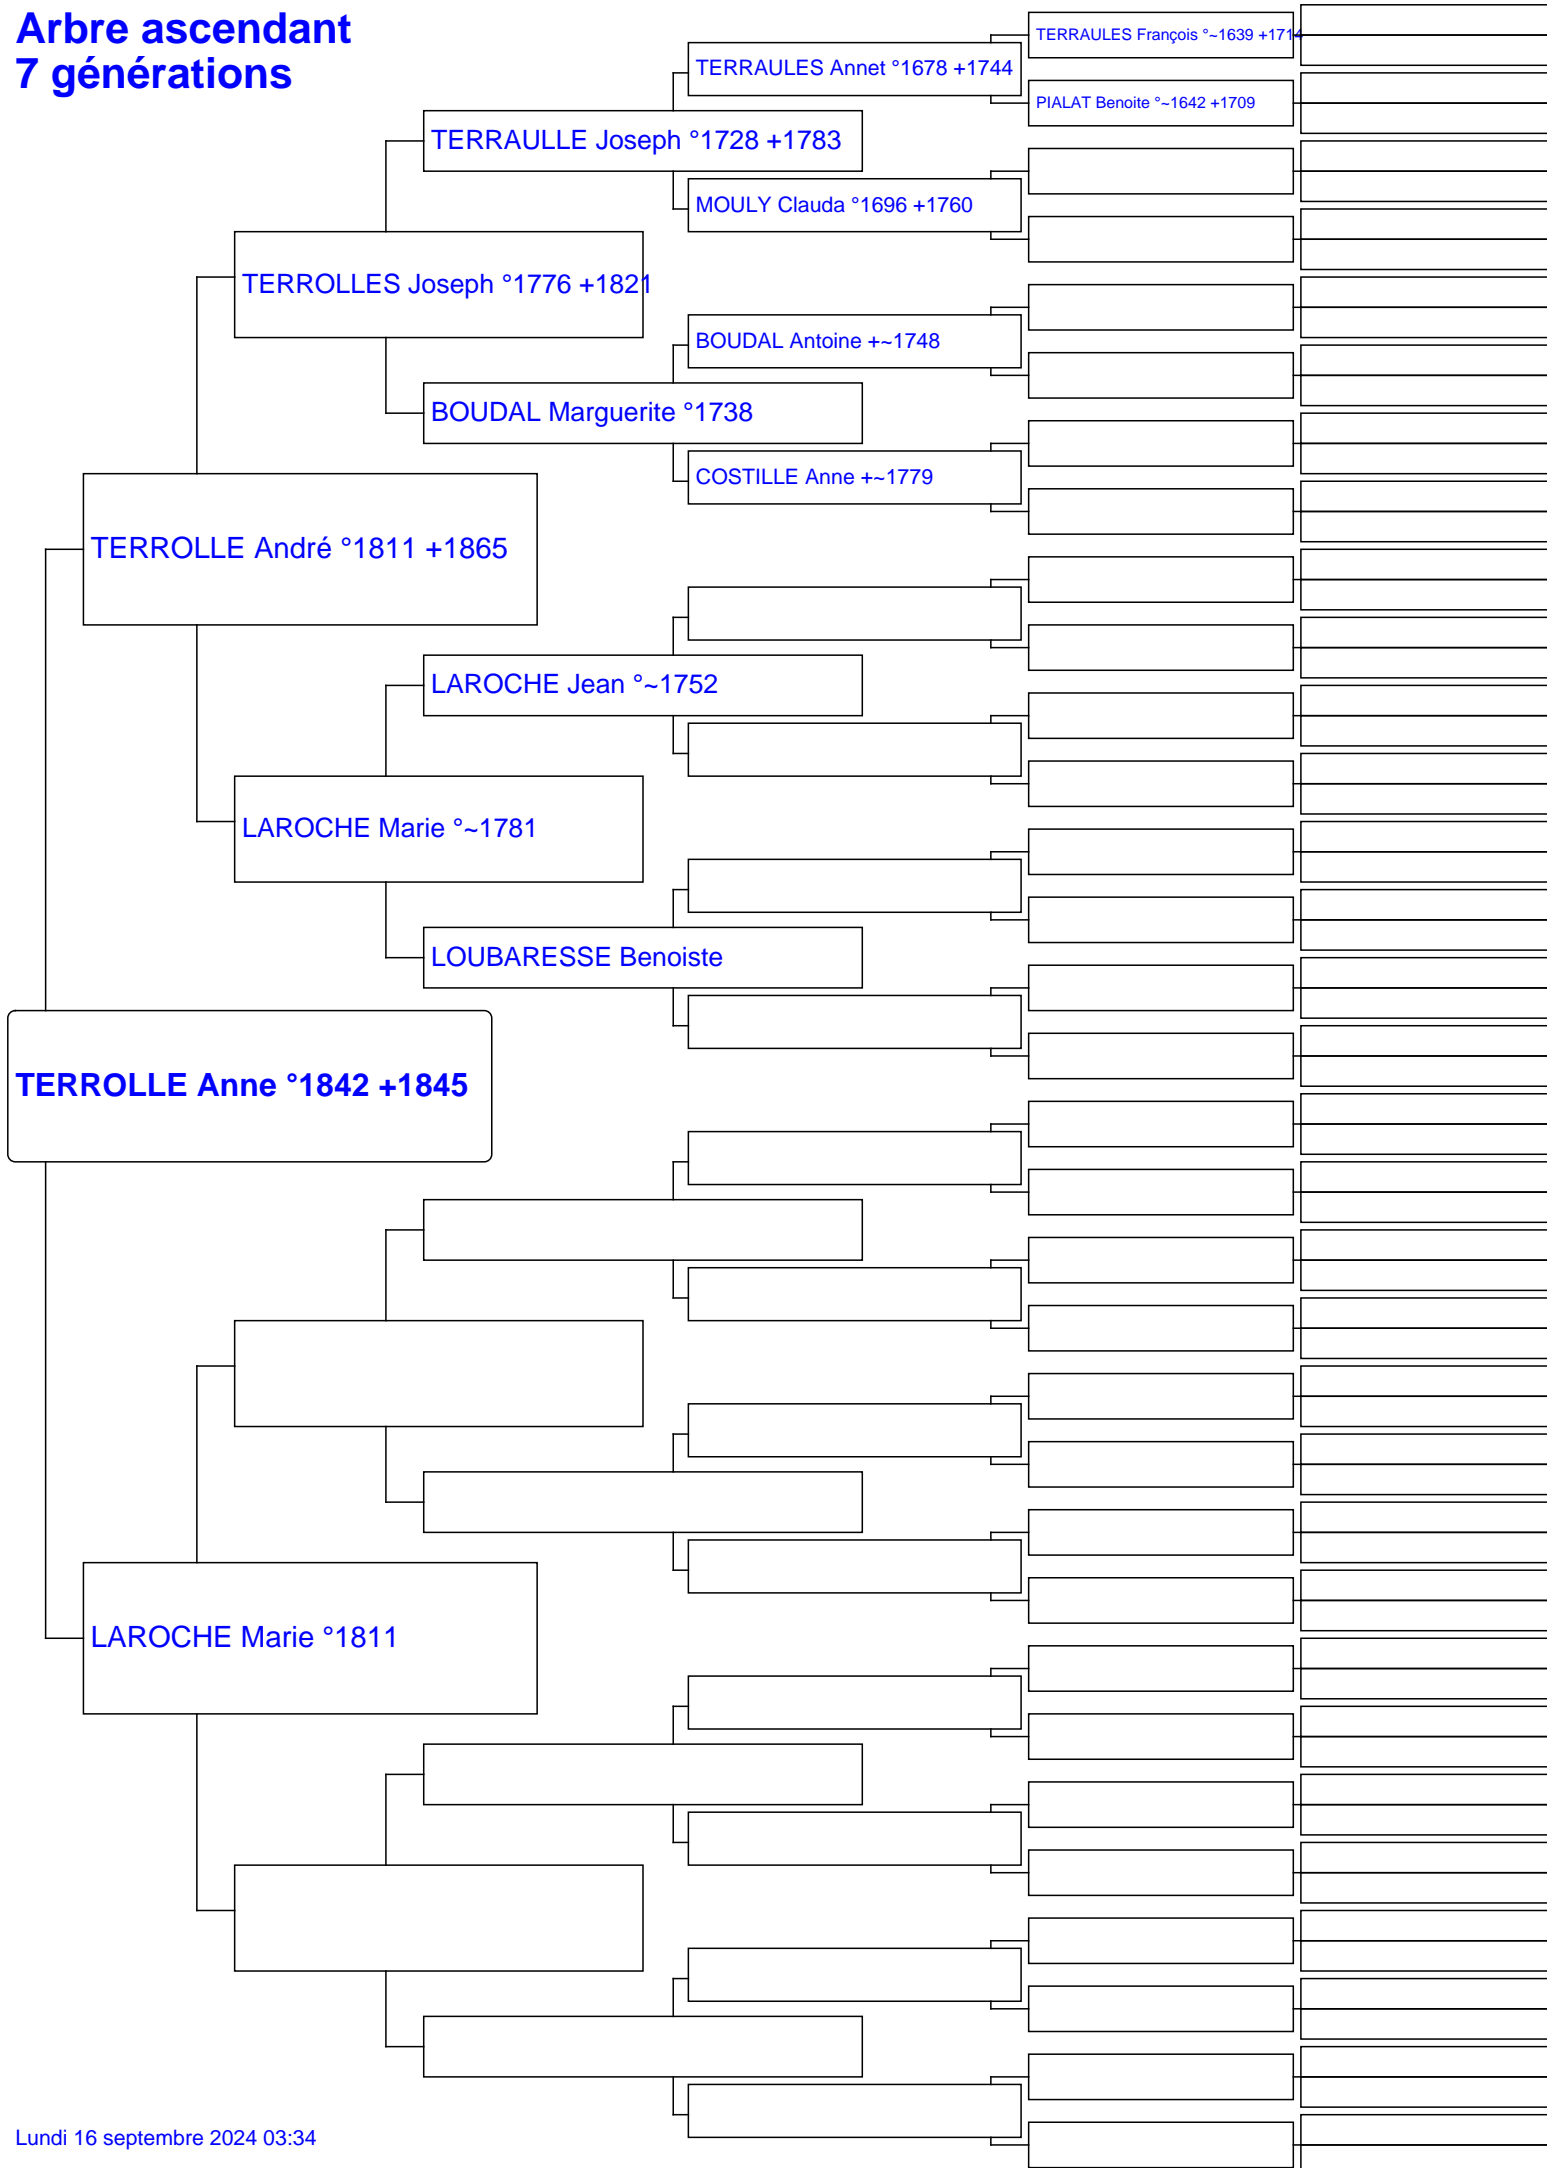 Arbre ascendant
7 générations
TERRAULES François °~1639 +1714
TERRAULES Annet °1678 +1744
PIALAT Benoite °~1642 +1709
TERRAULLE Joseph °1728 +1783
MOULY Clauda °1696 +1760
TERROLLES Joseph °1776 +1821
BOUDAL Antoine +~1748
BOUDAL Marguerite °1738
COSTILLE Anne +~1779
TERROLLE André °1811 +1865
LAROCHE Jean °~1752
LAROCHE Marie °~1781
LOUBARESSE Benoiste
TERROLLE Anne °1842 +1845
LAROCHE Marie °1811
Lundi 16 septembre 2024 03:34